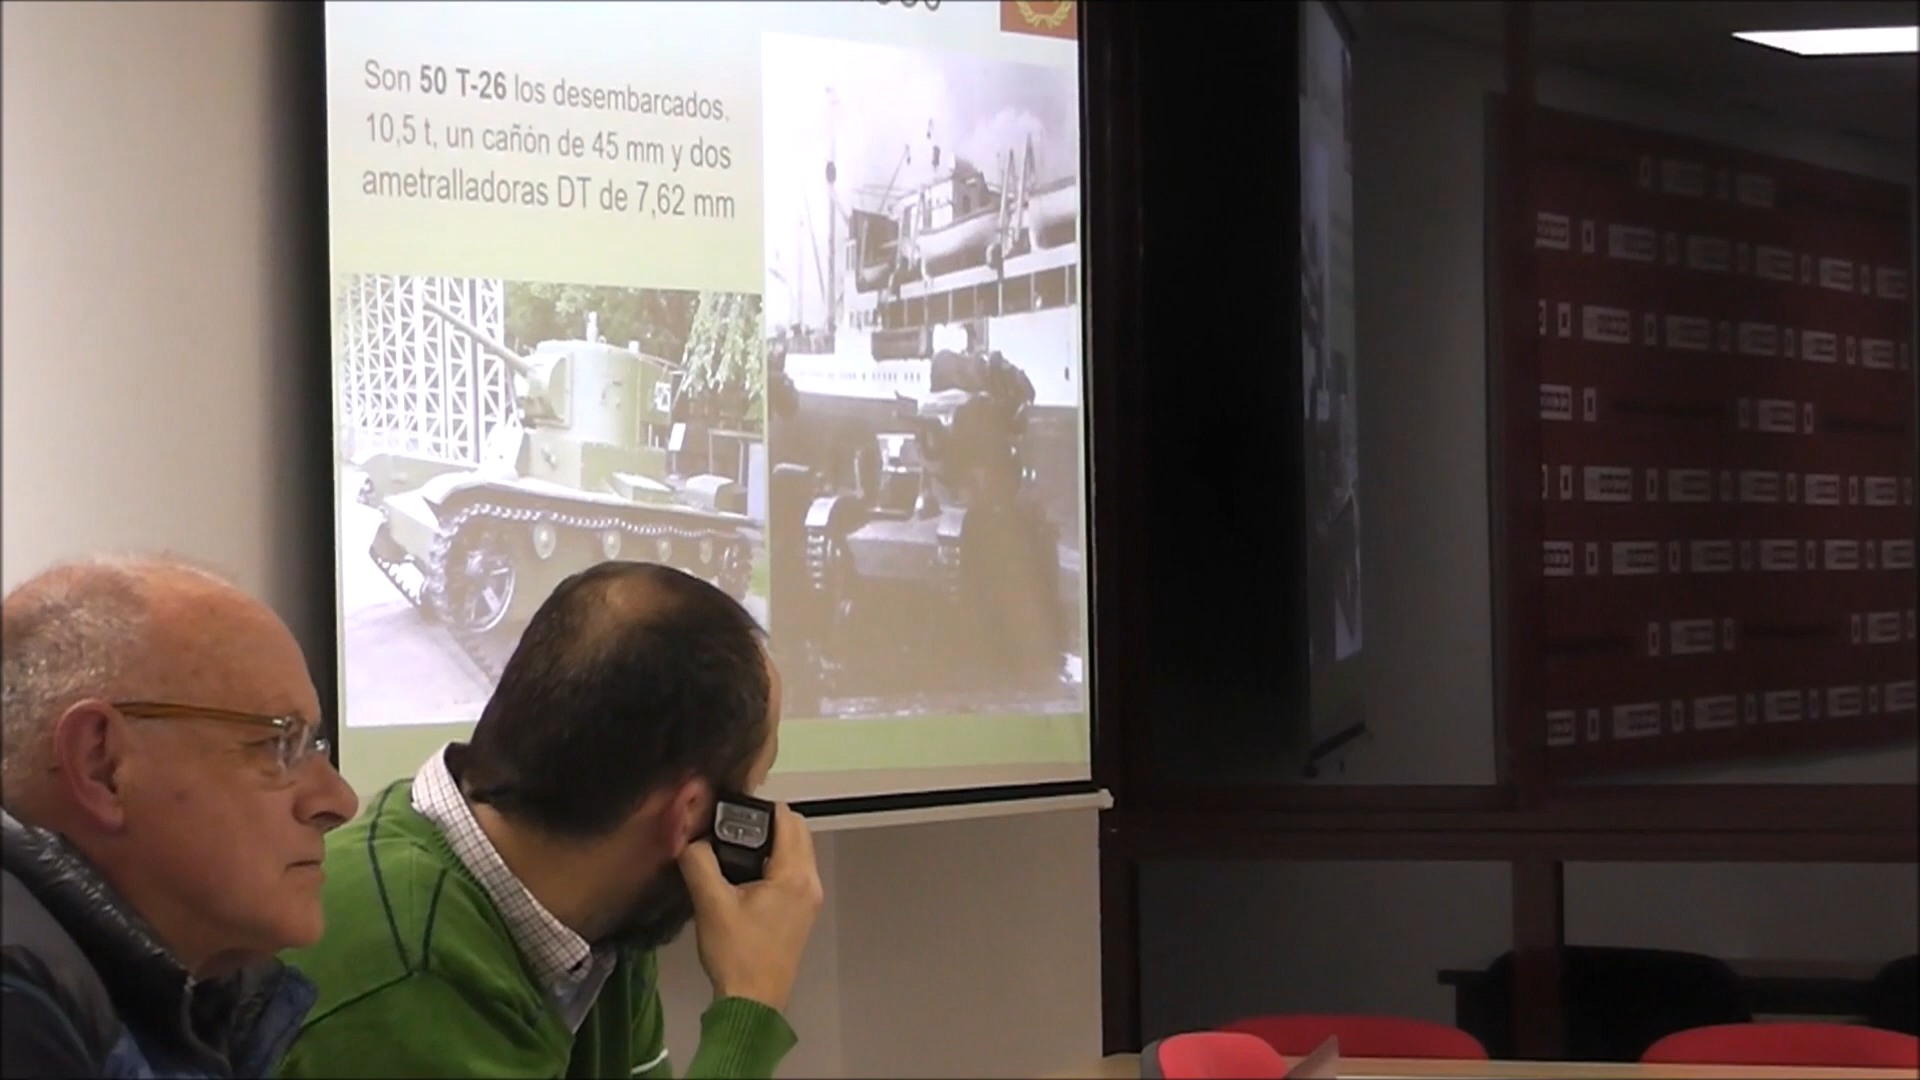 Son 50 T-26 los desembarcados.
10,5 t, un cañón de 45 mm y dos
ametralladoras DT de 7,62 mm